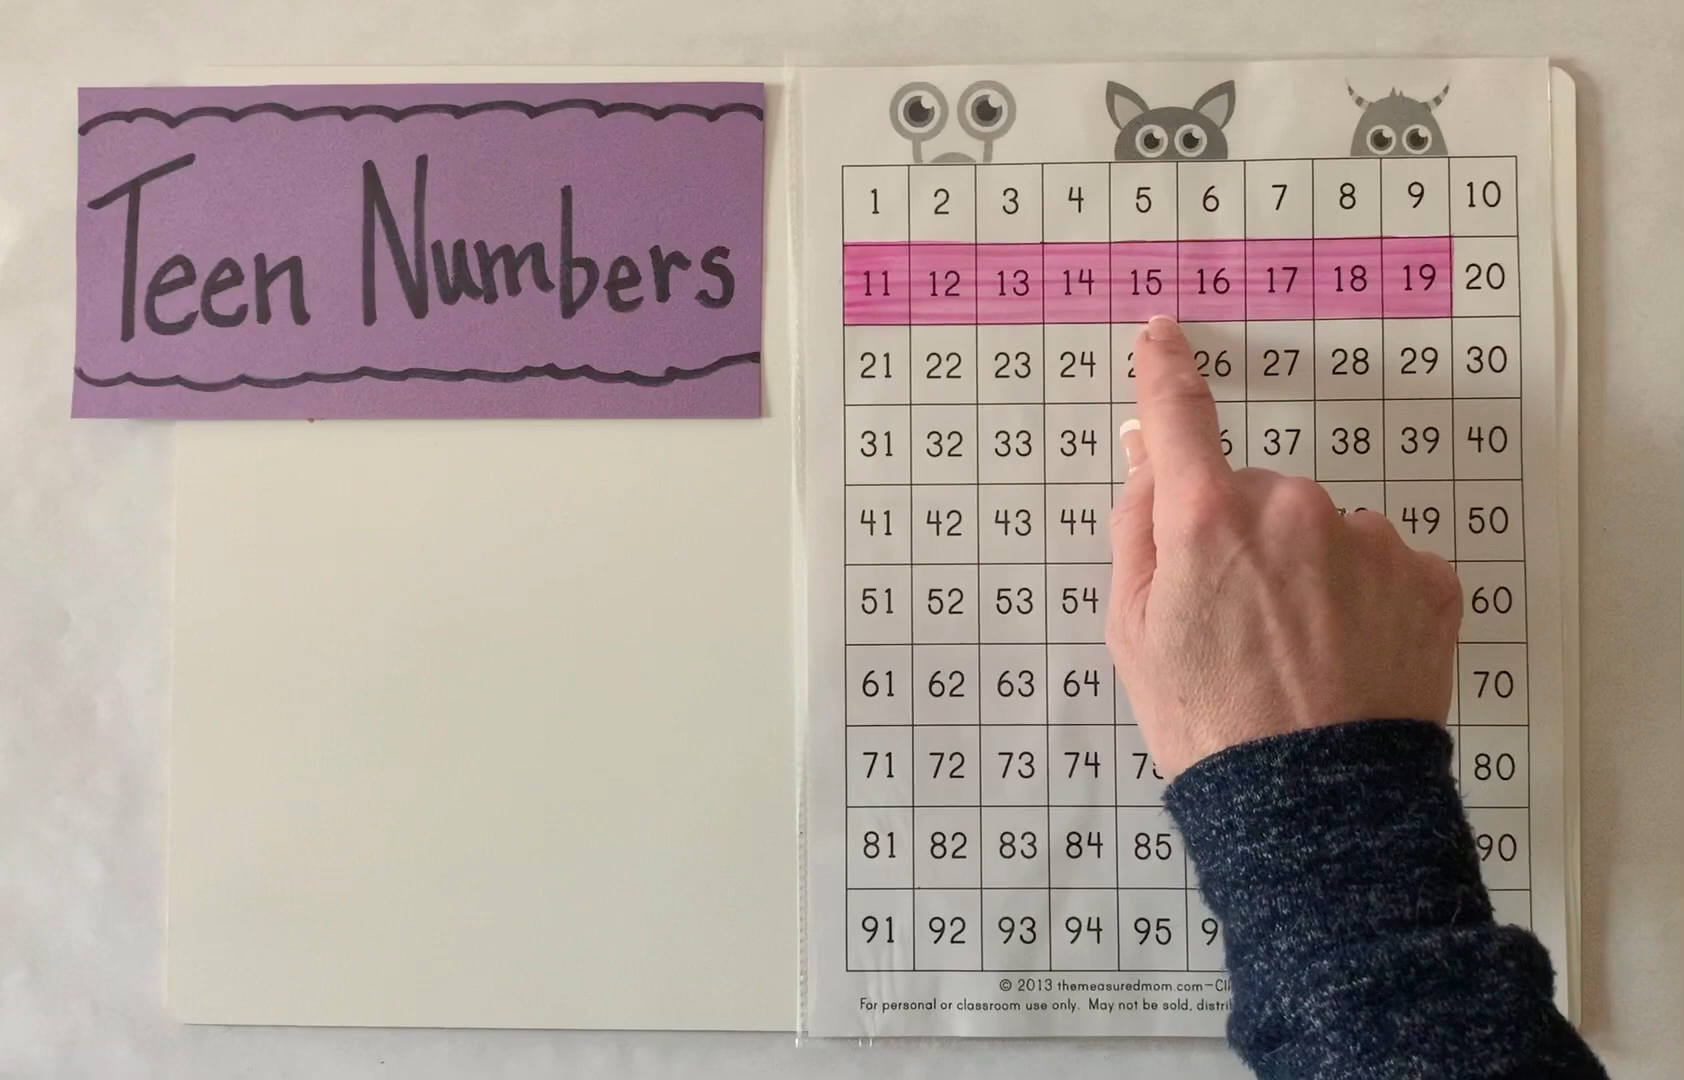 Teen Numbers
1 2 3 4 5 6 7 8 9 10
11 12 13 14 15 16 17 18 19 20
21 22 23 24 26 27 28 29 30
31 32 33 34 37 38 39 40
41 42 43 44 49 50
51 52 53 54 60
61 62 63 64 70
71 72 73 74 80
81 82 83 84 85 90
91 92 93 94 95
© 2013 themeasuredmom.com
For personal or classroom use only. May not be sold,